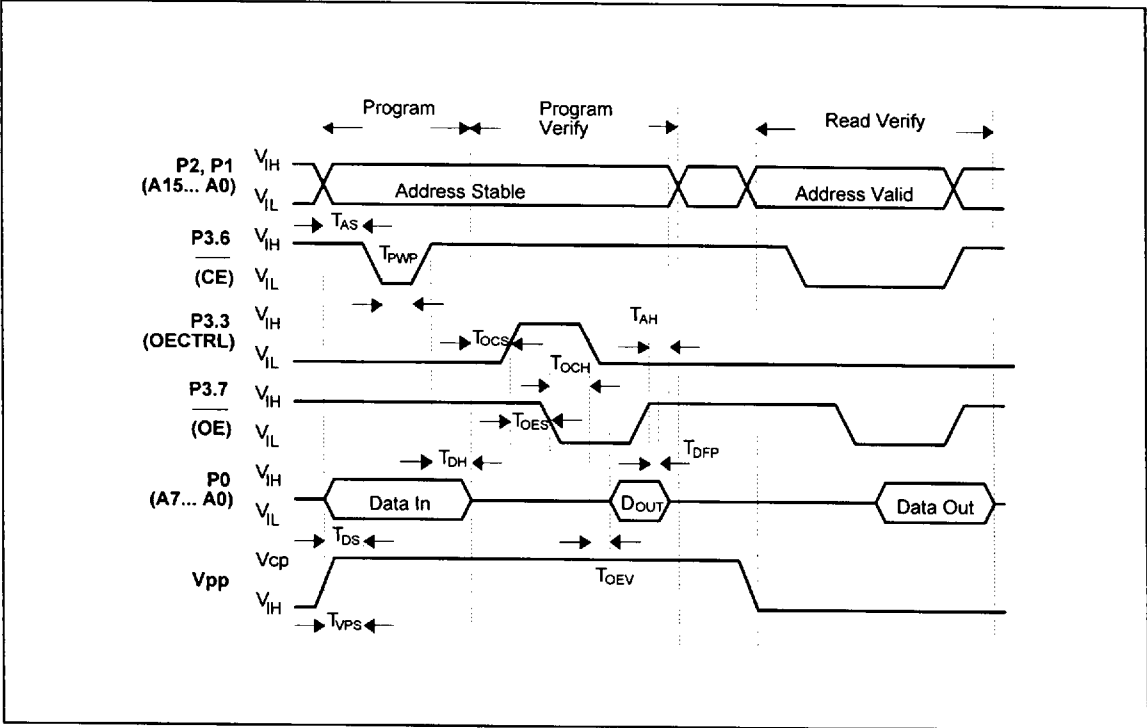 Program
Program
Verify
Read Verify
P2, P1
(A15... A0)
VIH
VIL
Address Stable
Address Valid
TAS
P3.6
(CE)
VIH
VIL
TPWP
P3.3
(OECTRL)
VIH
VIL
TOCS
TOCH
TAH
P3.7
(OE)
VIH
VIL
TOES
TDFP
TDH
P0
(A7... A0)
VIH
VIL
Data In
DOUT
Data Out
TDS
TOEV
Vpp
Vcp
VIH
TVPS